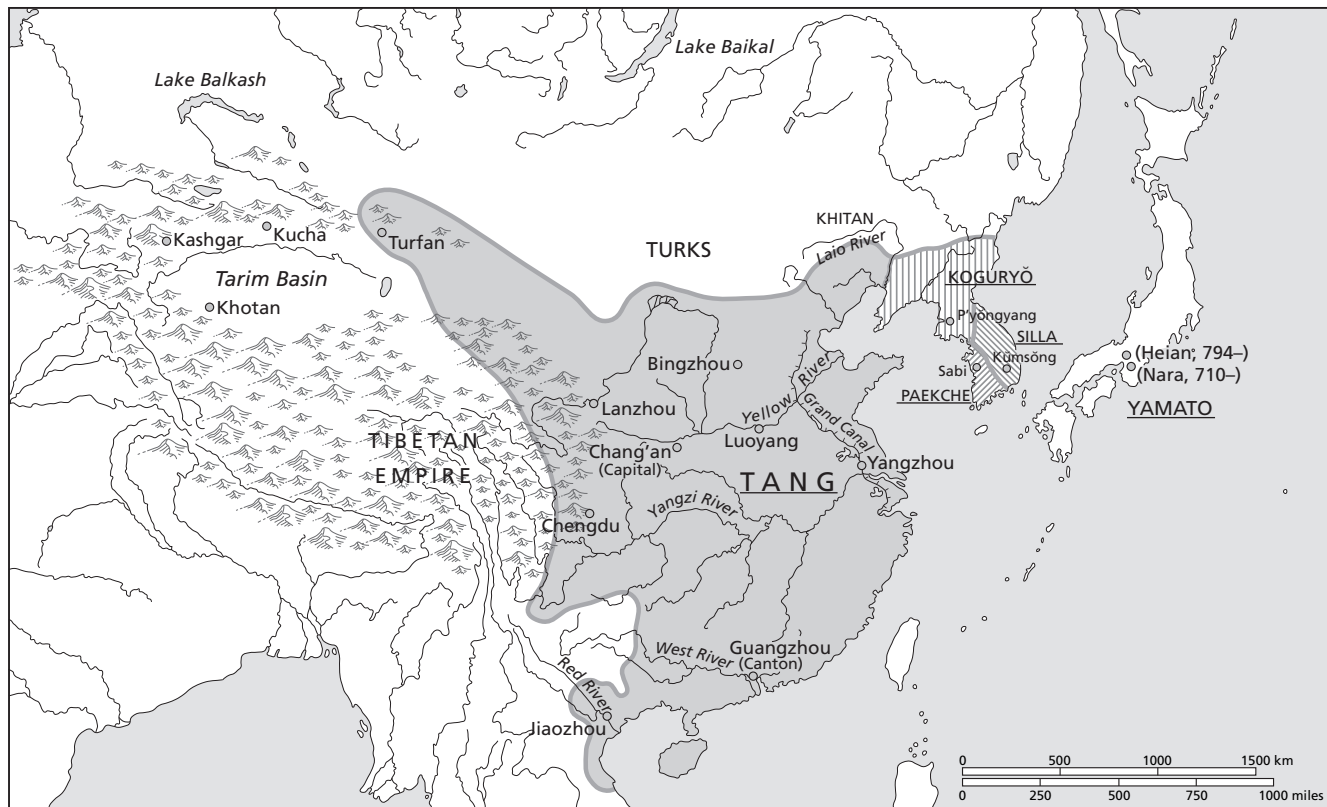 Lake Baikal
Lake Balkash
KHITAN
Laio River
Kashgar
Kucha
Turfan
TURKS
Tarim Basin
KOGURYŎ
Khotan
P'yŏngyang
SILLA
Kŭmsŏng
Sabi
PAEKCHE
(Heian, 794–)
(Nara, 710–)
YAMATO
Bingzhou
Lanzhou
Yellow River
Grand Canal
Luoyang
Chang'an
(Capital)
Yangzhou
TIBETAN
EMPIRE
TANG
Yangzi River
Chengdu
West River
Guangzhou
(Canton)
Red River
Jiaozhou
0 500 1000 1500 km
0 250 500 750 1000 miles